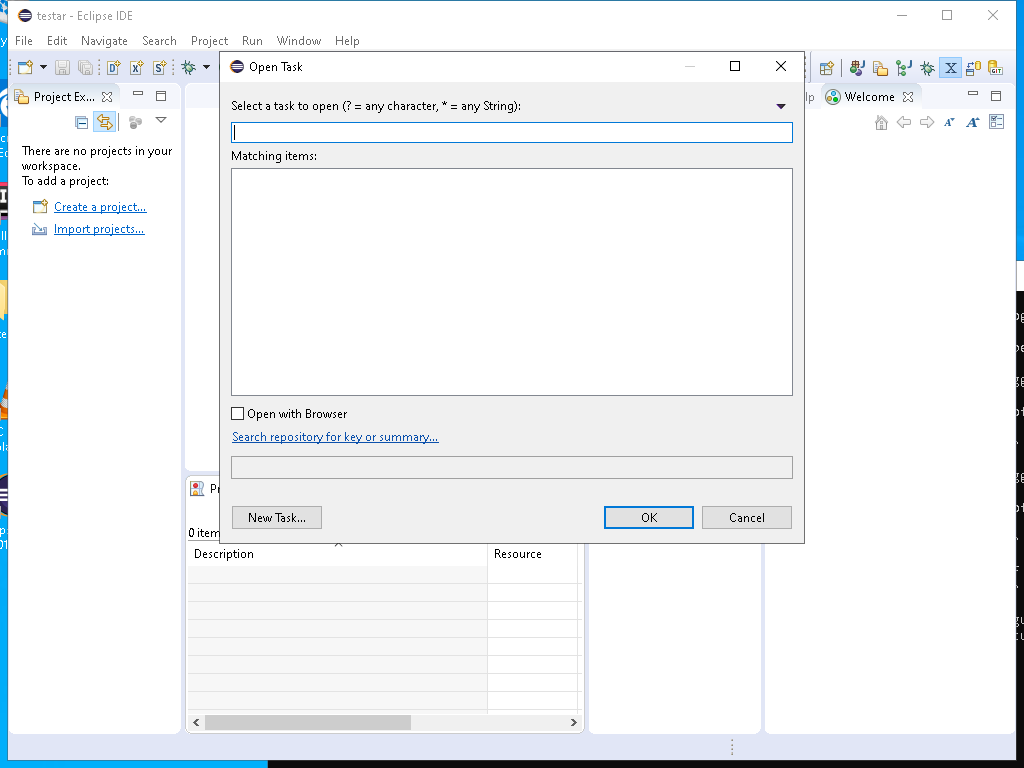 testar - Eclipse IDE
File Edit Navigate Search Project Run Window Help
Open Task
Project Ex...
Welcome
Select a task to open (? = any character, * = any String):
Matching items:
There are no projects in your
workspace.
To add a project:
Create a project...
Import projects...
Open with Browser
Search repository for key or summary...
New Task...
OK
Cancel
0 item
Description
Resource